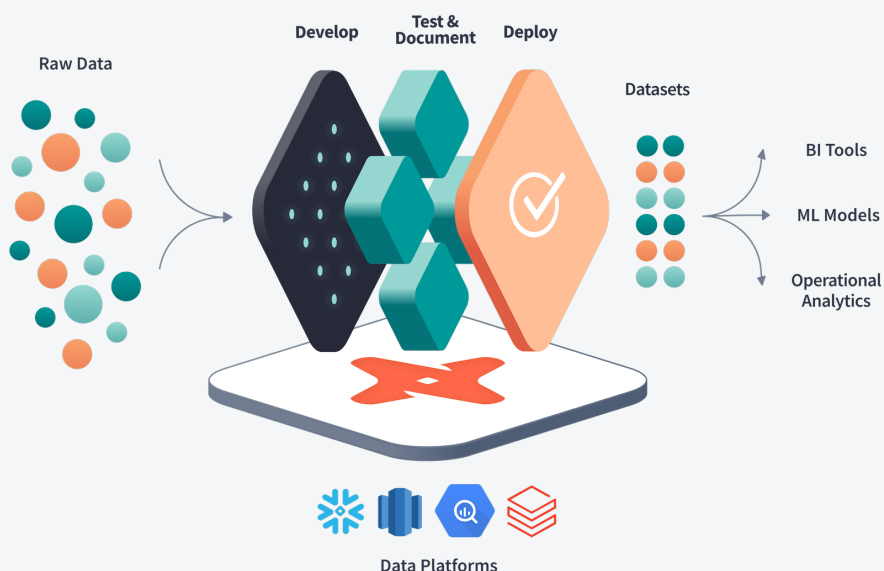 Raw Data
Develop
Test &
Document
Deploy
Datasets
BI Tools
ML Models
Operational
Analytics
Data Platforms